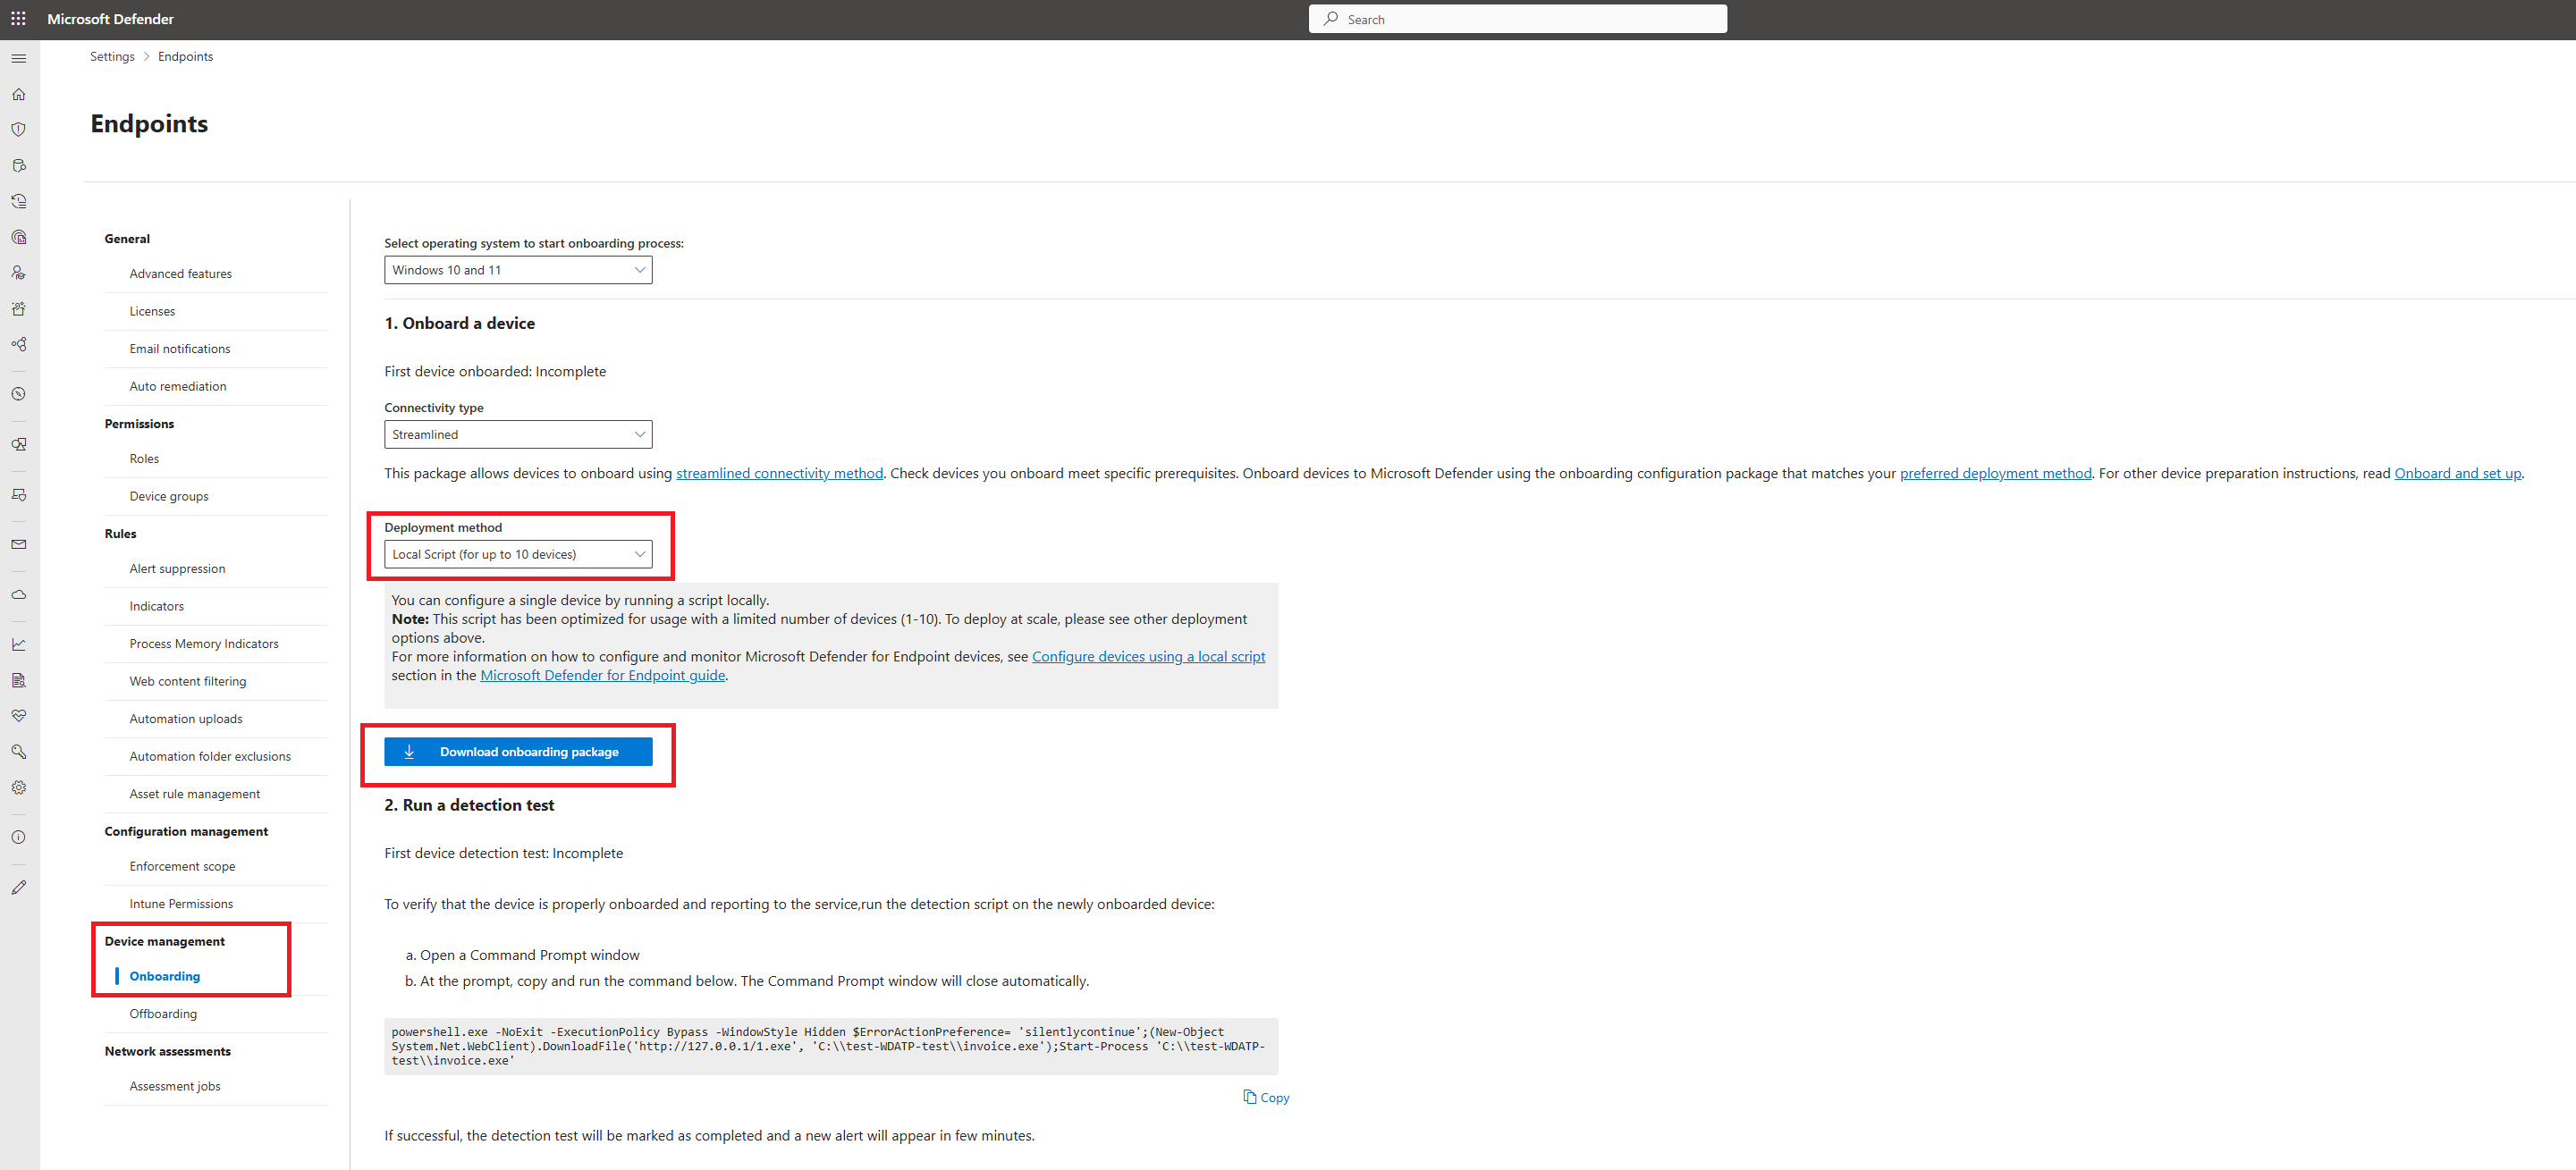 Microsoft Defender
Search
Settings > Endpoints
Endpoints
General
Advanced features
Licenses
Email notifications
Auto remediation
Permissions
Roles
Device groups
Rules
Alert suppression
Indicators
Process Memory Indicators
Web content filtering
Automation uploads
Automation folder exclusions
Asset rule management
Configuration management
Enforcement scope
Intune Permissions
Device management
Onboarding
Offboarding
Network assessments
Assessment jobs
Select operating system to start onboarding process:
Windows 10 and 11
1. Onboard a device
First device onboarded: Incomplete
Connectivity type
Streamlined
This package allows devices to onboard using streamlined connectivity method. Check devices you onboard meet specific prerequisites. Onboard devices to Microsoft Defender using the onboarding configuration package that matches your preferred deployment method. For other device preparation instructions, read Onboard and set up.
Deployment method
Local Script (for up to 10 devices)
You can configure a single device by running a script locally.
Note: This script has been optimized for usage with a limited number of devices (1-10). To deploy at scale, please see other deployment
options above.
For more information on how to configure and monitor Microsoft Defender for Endpoint devices, see Configure devices using a local script
section in the Microsoft Defender for Endpoint guide.
Download onboarding package
2. Run a detection test
First device detection test: Incomplete
To verify that the device is properly onboarded and reporting to the service,run the detection script on the newly onboarded device:
a. Open a Command Prompt window
b. At the prompt, copy and run the command below. The Command Prompt window will close automatically.
powershell.exe -NoExit -ExecutionPolicy Bypass -WindowStyle Hidden $ErrorActionPreference= 'silentlycontinue';(New-Object
System.Net.WebClient).DownloadFile('http://127.0.0.1/1.exe', 'C:\\test-WDATP-test\\invoice.exe');Start-Process 'C:\\test-WDATP-
test\\invoice.exe'
Copy
If successful, the detection test will be marked as completed and a new alert will appear in few minutes.